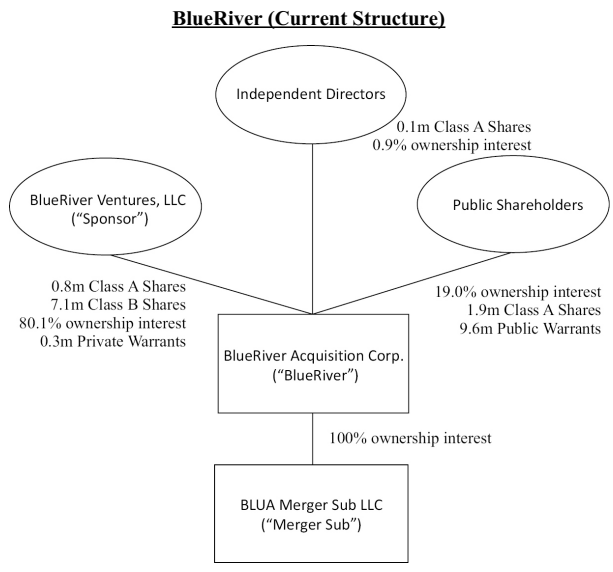 BlueRiver (Current Structure)
Independent Directors
0.1m Class A Shares
0.9% ownership interest
BlueRiver Ventures, LLC
(“Sponsor”)
Public Shareholders
0.8m Class A Shares
7.1m Class B Shares
80.1% ownership interest
0.3m Private Warrants
19.0% ownership interest
1.9m Class A Shares
9.6m Public Warrants
BlueRiver Acquisition Corp.
(“BlueRiver”)
100% ownership interest
BLUA Merger Sub LLC
(“Merger Sub”)